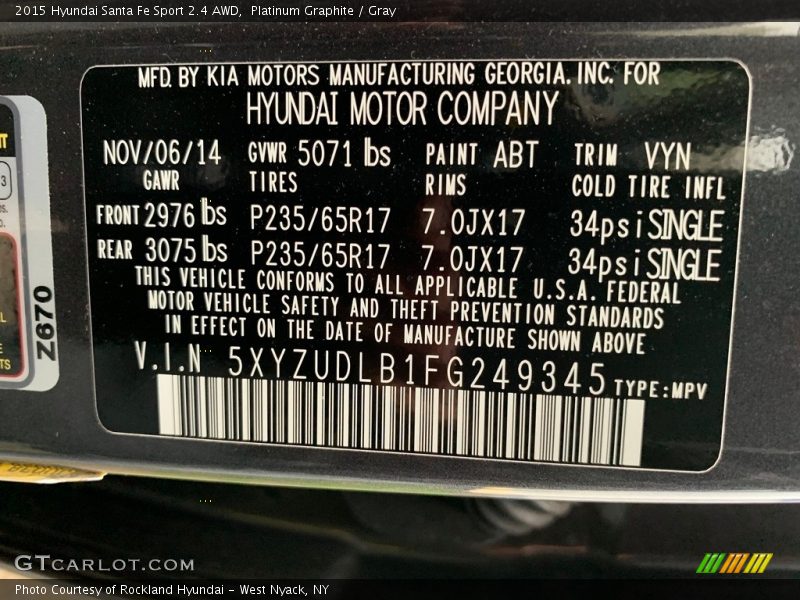 2015 Hyundai Santa Fe Sport 2.4 AWD, Platinum Graphite / Gray
MFD. BY KIA MOTORS MANUFACTURING GEORGIA. INC. FOR
HYUNDAI MOTOR COMPANY
NOV/06/14 GVWR 5071 lbs PAINT ABT TRIM VYN
GAWR TIRES RIMS COLD TIRE INFL
FRONT 2976 lbs P235/65R17 7.0JX17 34psi SINGLE
REAR 3075 lbs P235/65R17 7.0JX17 34psi SINGLE
THIS VEHICLE CONFORMS TO ALL APPLICABLE U.S.A. FEDERAL
MOTOR VEHICLE SAFETY AND THEFT PREVENTION STANDARDS
IN EFFECT ON THE DATE OF MANUFACTURE SHOWN ABOVE
V.I.N 5XYZUDLB1FG249345 TYPE:MPV
Z670
GTCARLOT.COM
Photo Courtesy of Rockland Hyundai - West Nyack, NY